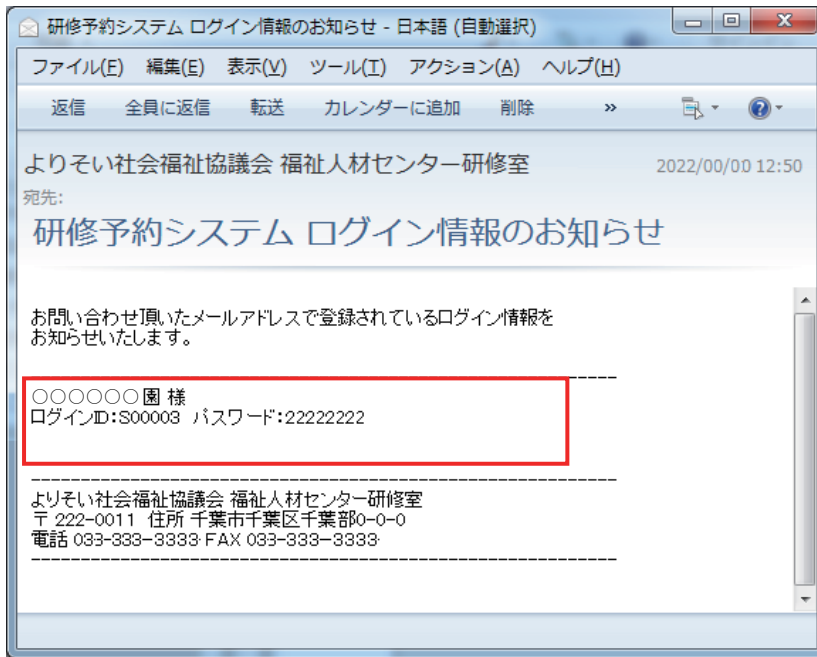 研修予約システム ログイン情報のお知らせ - 日本語 (自動選択)
ファイル(F) 編集(E) 表示(V) ツール(T) アクション(A) ヘルプ(H)
返信 全員に返信 転送 カレンダーに追加 削除 »
よりそい社会福祉協議会 福祉人材センター研修室 2022/00/00 12:50
宛先:
研修予約システム ログイン情報のお知らせ
お問い合わせ頂いたメールアドレスで登録されているログイン情報を
お知らせいたします。
------------------------------------------------------------
○○○○○○園 様
ログインID:S00003 パスワード:22222222
------------------------------------------------------------
よりそい社会福祉協議会 福祉人材センター研修室
〒222-0011 住所 千葉市千葉区千葉部0-0-0
電話 033-333-3333 FAX 033-333-3333
------------------------------------------------------------